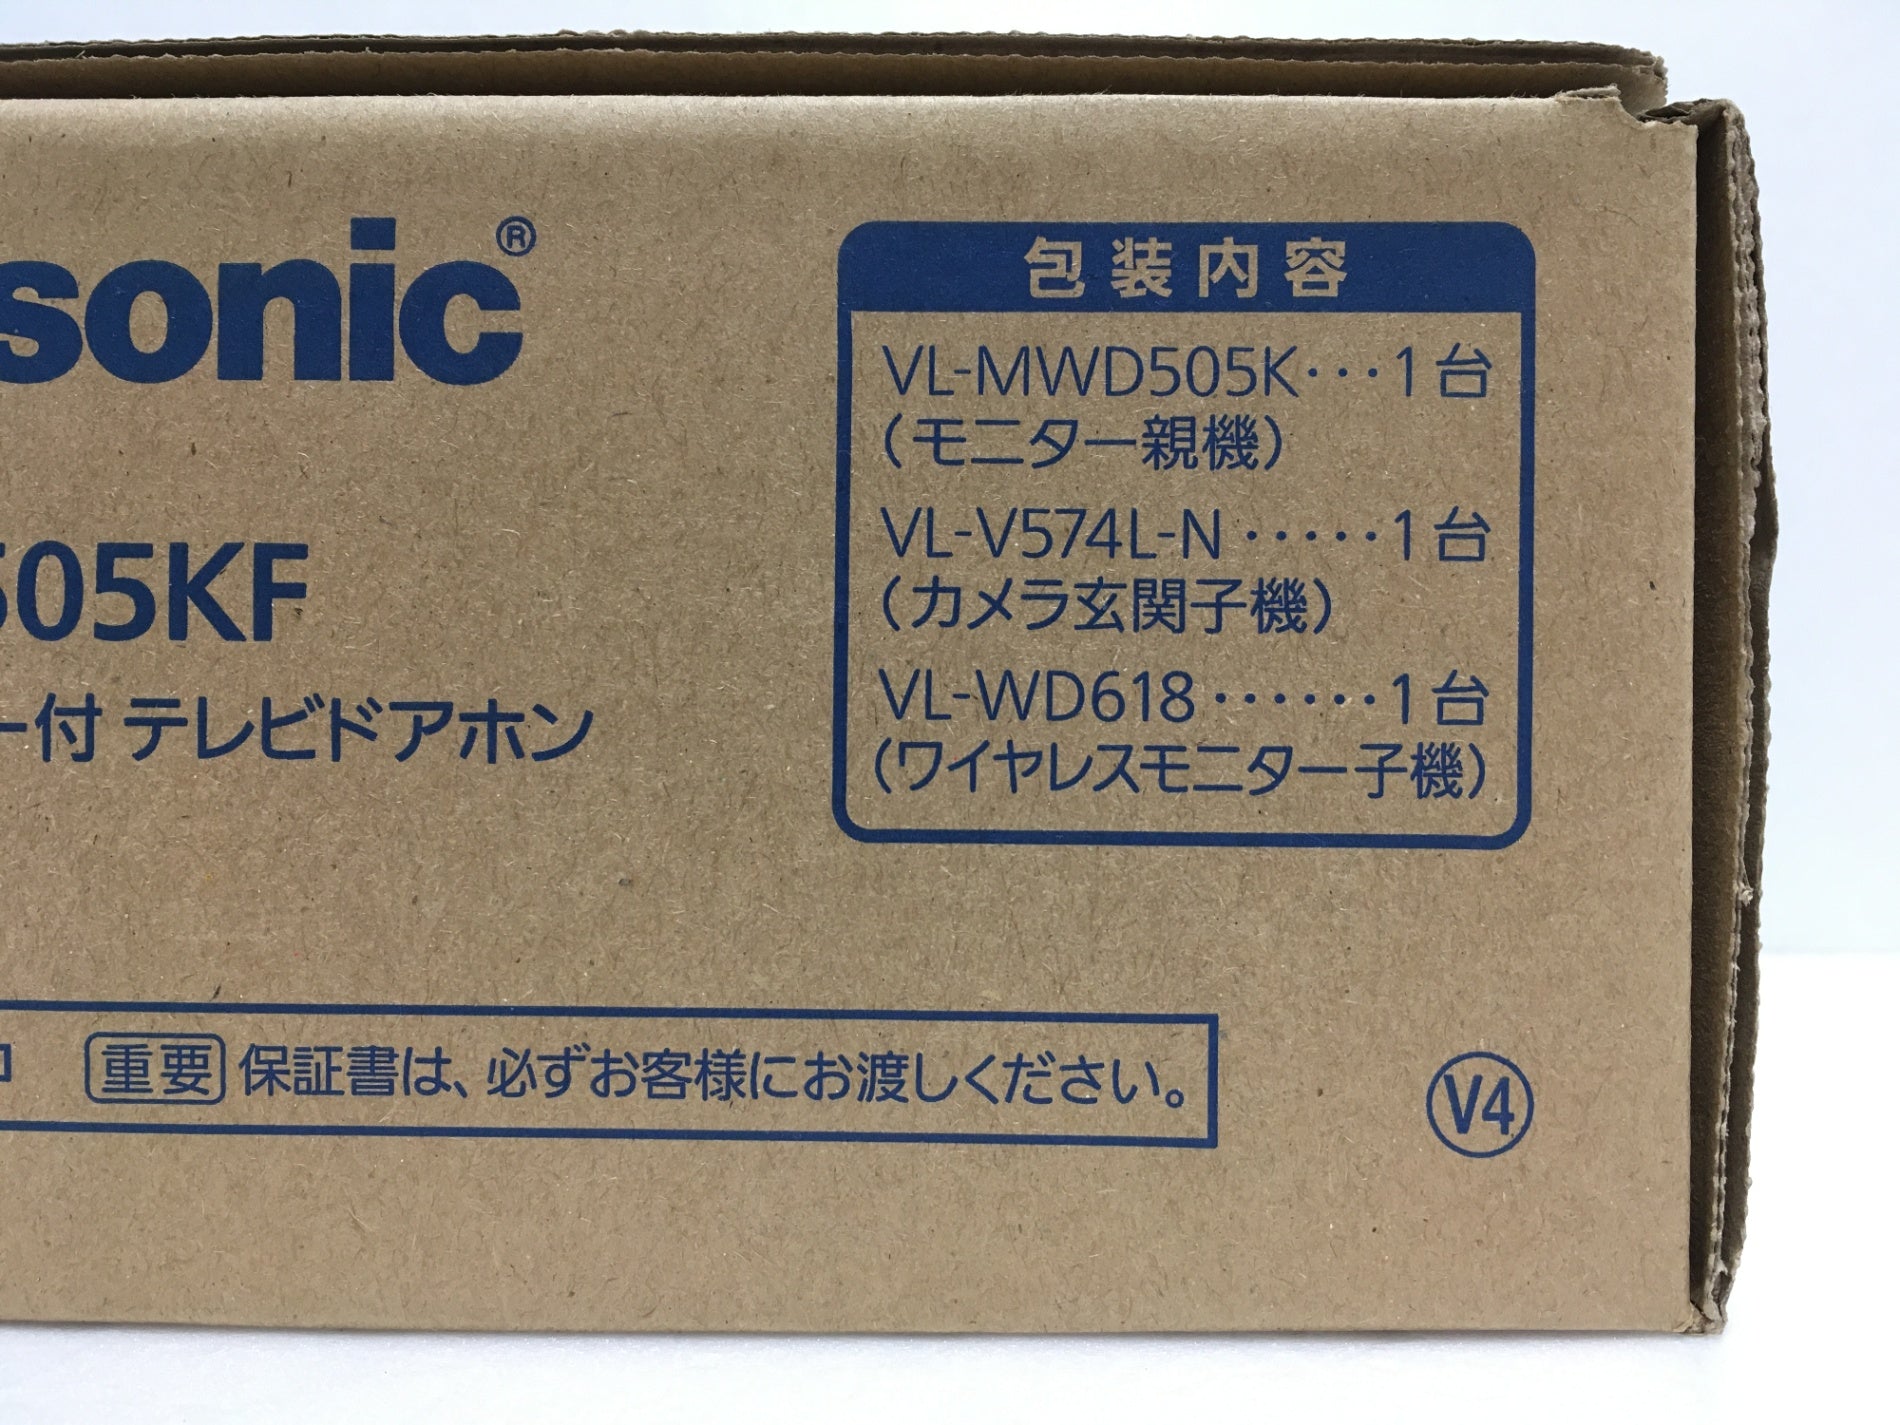 sonic®
505KF
ー付 テレビドアホン
包装内容
VL-MWD505K･･･1台
(モニター親機)
VL-V574L-N ･････1台
(カメラ玄関子機)
VL-WD618 ･･････1台
(ワイヤレスモニター子機)
重要 保証書は、必ずお客様にお渡しください。
V4